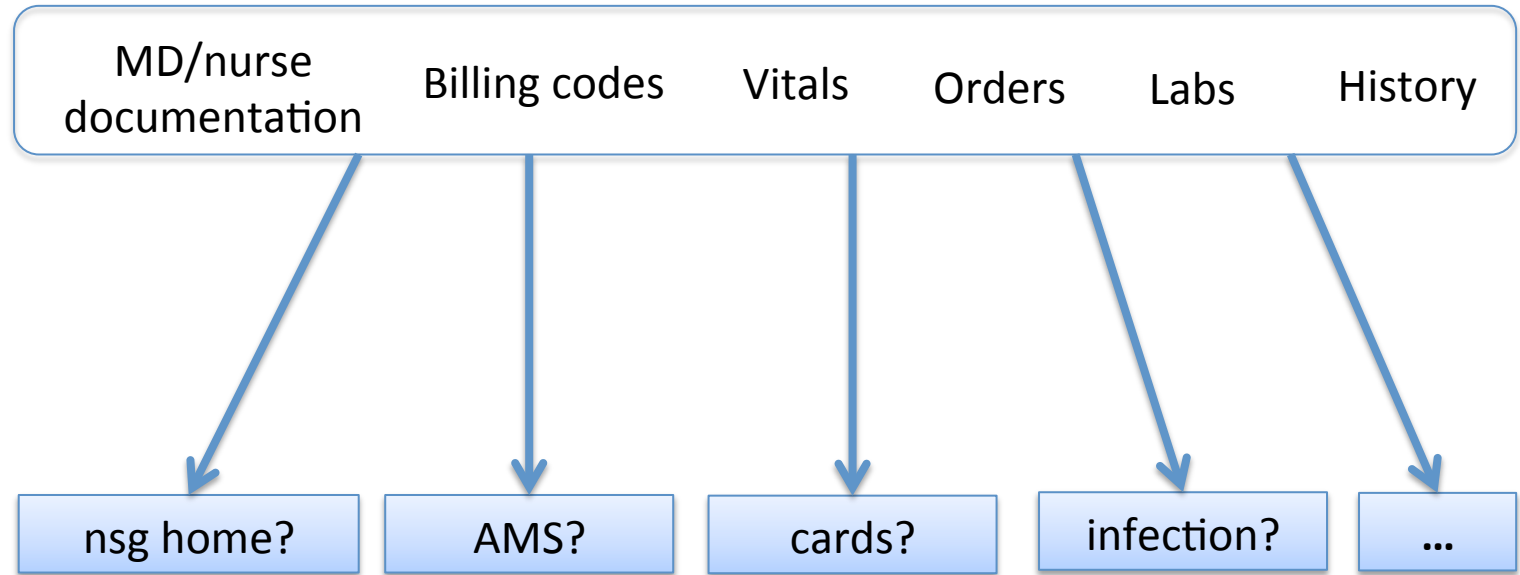 MD/nurse
documentation
Billing codes
Vitals
Orders
Labs
History
nsg home?
AMS?
cards?
infection?
...